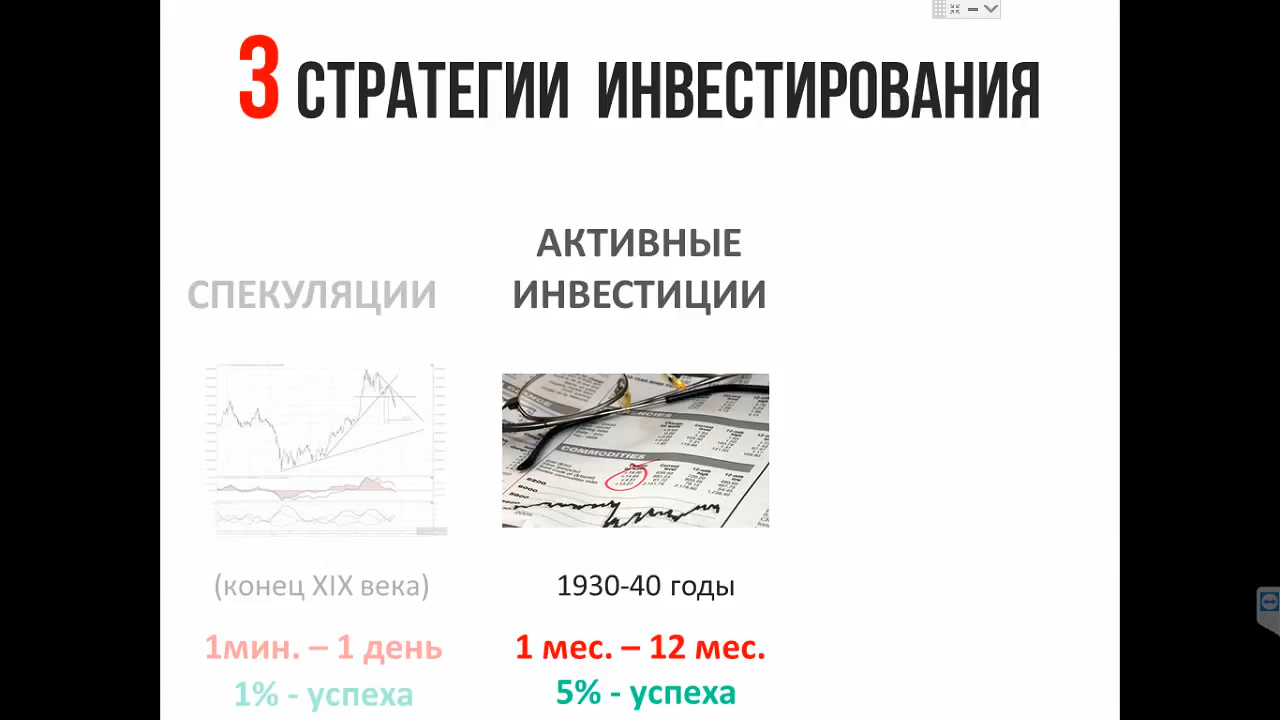 3 СТРАТЕГИИ ИНВЕСТИРОВАНИЯ
СПЕКУЛЯЦИИ
(конец XIX века)
1мин. – 1 день
1% - успеха
АКТИВНЫЕ
ИНВЕСТИЦИИ
COMMODITIES
1930-40 годы
1 мес. – 12 мес.
5% - успеха